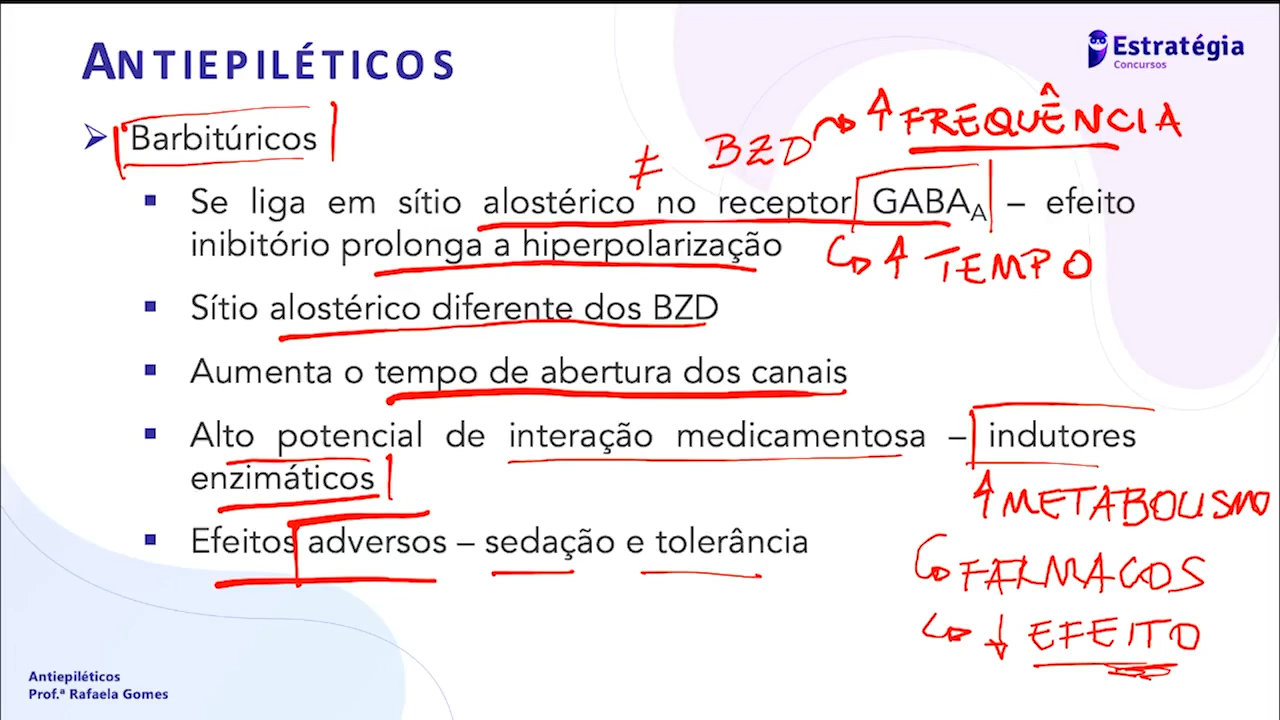 ANTIEPILÉTICOS
Estratégia
Concursos
Barbitúricos
≠ BZD ↑ FREQUÊNCIA
Se liga em sítio alostérico no receptor GABAA – efeito
inibitório prolonga a hiperpolarização
↑ TEMPO
Sítio alostérico diferente dos BZD
Aumenta o tempo de abertura dos canais
Alto potencial de interação medicamentosa – indutores
enzimáticos
↑ METABOLISMO
Efeitos adversos – sedação e tolerância
FÁRMACOS
↓ EFEITO
Antiepiléticos
Prof.ª Rafaela Gomes